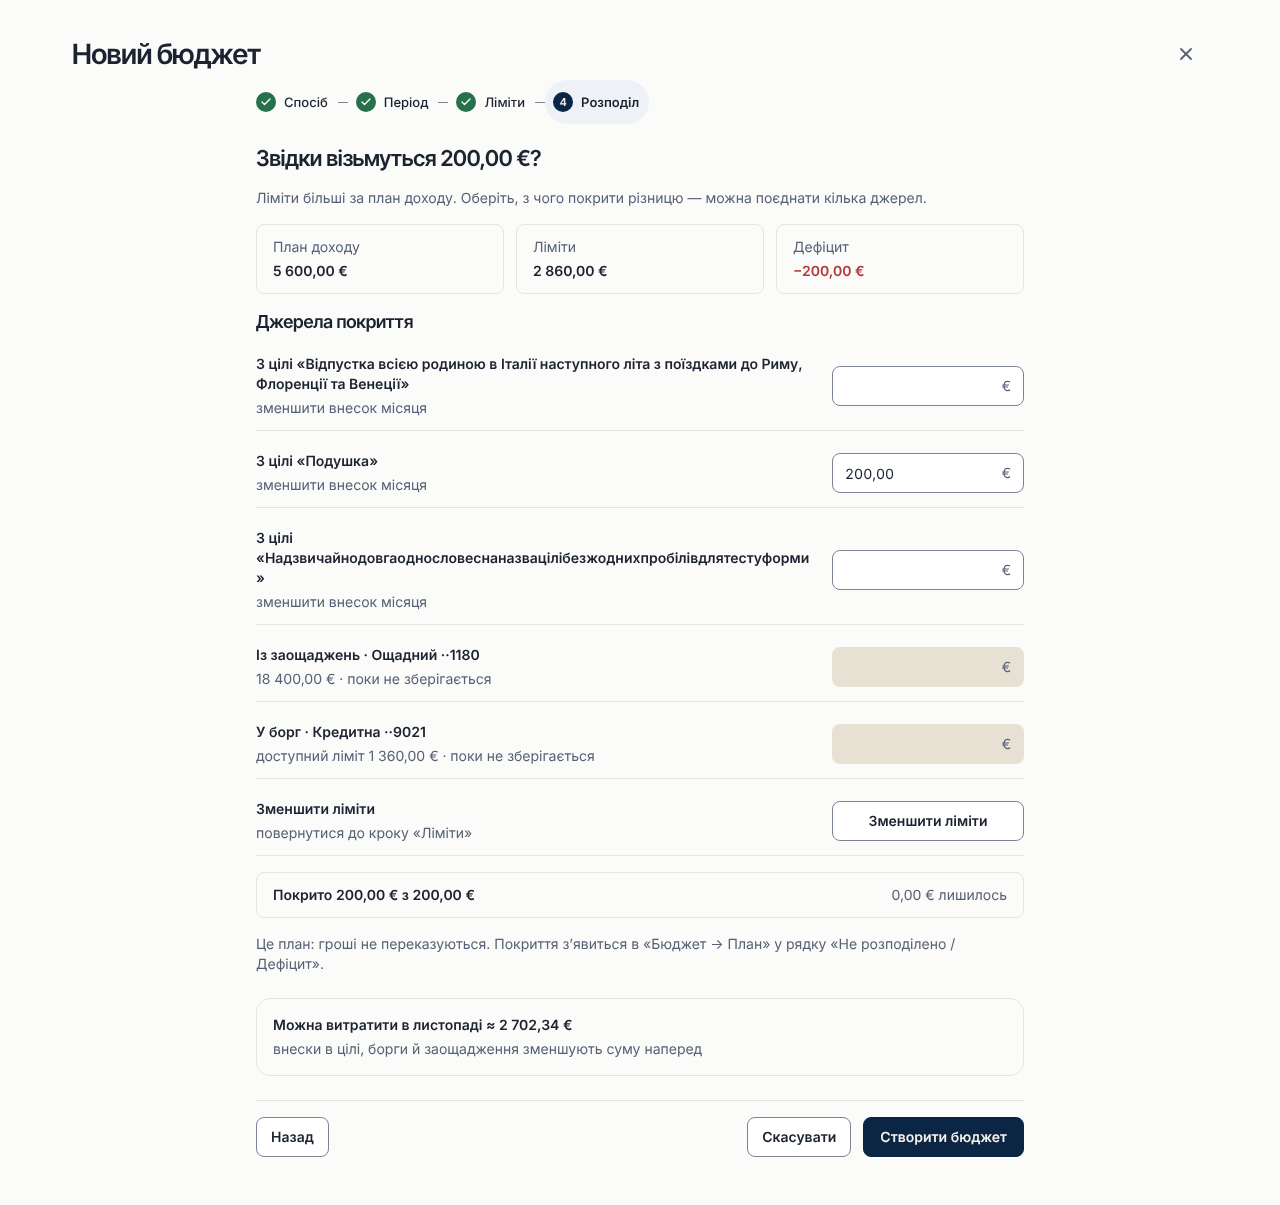 Новий бюджет
Спосіб — Період — Ліміти — 4 Розподіл
Звідки візьмуться 200,00 €?
Ліміти більші за план доходу. Оберіть, з чого покрити різницю — можна поєднати кілька джерел.
План доходу
5 600,00 €
Ліміти
2 860,00 €
Дефіцит
−200,00 €
Джерела покриття
З цілі «Відпустка всією родиною в Італії наступного літа з поїздками до Риму,
Флоренції та Венеції»
зменшити внесок місяця
€
З цілі «Подушка»
зменшити внесок місяця
200,00 €
З цілі
«Надзвичайнодовгаоднословеснаназвацілібезжоднихпробілівдлятестуформи
»
зменшити внесок місяця
€
Із заощаджень · Ощадний ··1180
18 400,00 € · поки не зберігається
€
У борг · Кредитна ··9021
доступний ліміт 1 360,00 € · поки не зберігається
€
Зменшити ліміти
повернутися до кроку «Ліміти»
Зменшити ліміти
Покрито 200,00 € з 200,00 €
0,00 € лишилось
Це план: гроші не переказуються. Покриття з’явиться в «Бюджет → План» у рядку «Не розподілено /
Дефіцит».
Можна витратити в листопаді ≈ 2 702,34 €
внески в цілі, борги й заощадження зменшують суму наперед
Назад
Скасувати
Створити бюджет